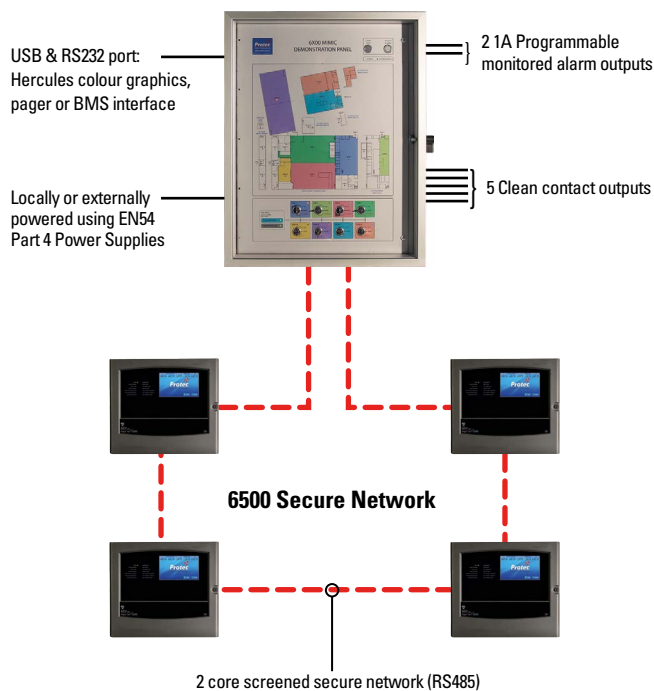 USB & RS232 port:
Hercules colour graphics,
pager or BMS interface
Locally or externally
powered using EN54
Part 4 Power Supplies
Protec
6X00 MIMIC
DEMONSTRATION PANEL
2 1A Programmable
monitored alarm outputs
5 Clean contact outputs
Protec
Protec
6500 Secure Network
Protec
Protec
2 core screened secure network (RS485)